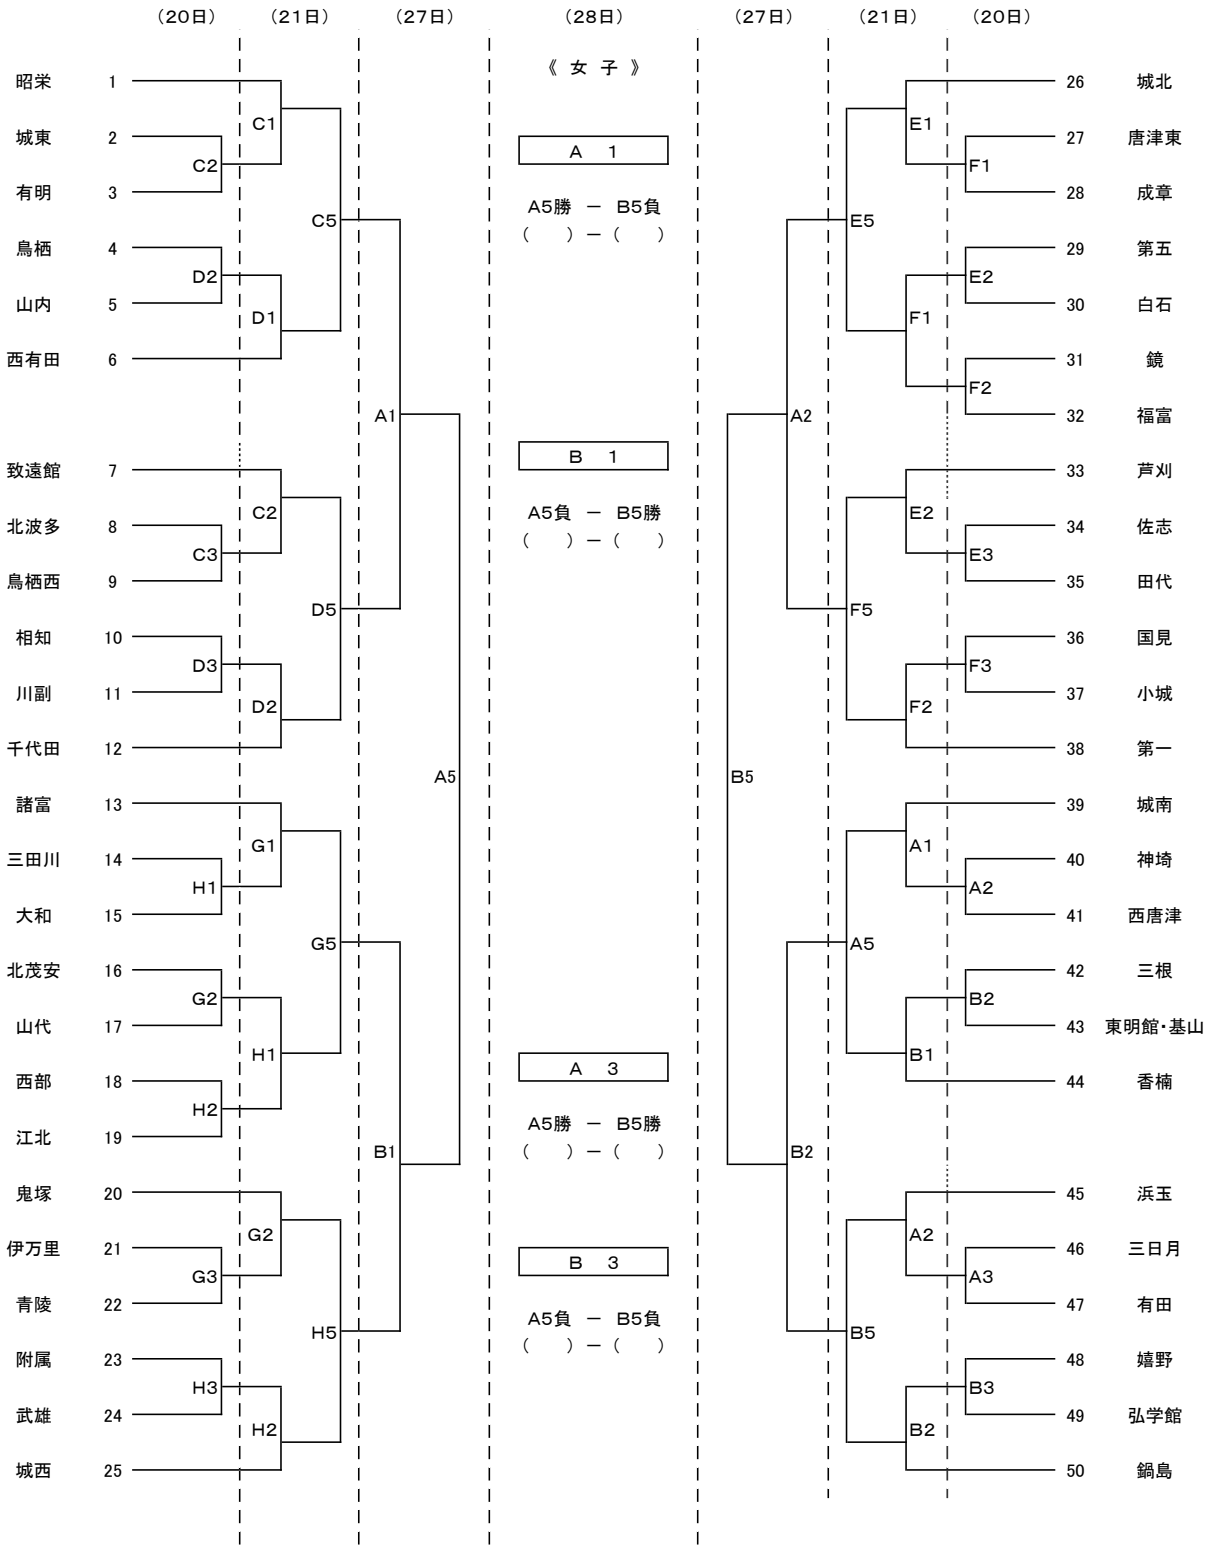 (20日) (21日) (27日) (28日) (27日) (21日) (20日)
《 女 子 》
昭栄 1
26 城北
C1
E1
城東 2
27 唐津東
A 1
C2
F1
有明 3
28 成章
A5勝 － B5負
C5
E5
(　　) － (　　)
鳥栖 4
29 第五
D2
E2
山内 5
30 白石
D1
F1
西有田 6
31 鏡
F2
A1
A2
32 福富
B 1
致遠館 7
33 芦刈
C2
E2
A5負 － B5勝
北波多 8
34 佐志
(　　) － (　　)
C3
E3
鳥栖西 9
35 田代
D5
F5
相知 10
36 国見
D3
F3
川副 11
37 小城
D2
F2
千代田 12
38 第一
A5
B5
諸富 13
39 城南
G1
A1
三田川 14
40 神埼
H1
A2
大和 15
41 西唐津
G5
A5
北茂安 16
42 三根
G2
B2
山代 17
43 東明館・基山
H1
B1
A 3
西部 18
44 香楠
H2
A5勝 － B5勝
江北 19
(　　) － (　　)
B1
B2
鬼塚 20
45 浜玉
G2
A2
伊万里 21
46 三日月
B 3
G3
A3
青陵 22
47 有田
A5負 － B5負
H5
B5
(　　) － (　　)
附属 23
48 嬉野
H3
B3
武雄 24
49 弘学館
H2
B2
城西 25
50 鍋島